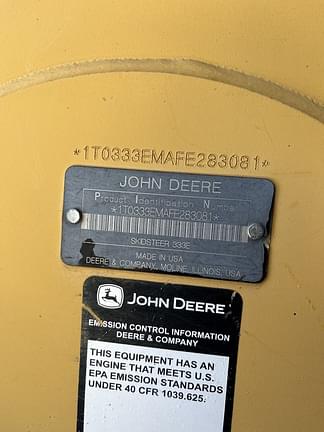 *1T0333EMAFE283081*
JOHN DEERE
Product Identification Number
*1T0333EMAFE283081*
SKIDSTEER 333E
MADE IN USA
DEERE & COMPANY, MOLINE, ILLINOIS, USA
JOHN DEERE
EMISSION CONTROL INFORMATION
DEERE & COMPANY
THIS EQUIPMENT HAS AN
ENGINE THAT MEETS U.S.
EPA EMISSION STANDARDS
UNDER 40 CFR 1039.625.